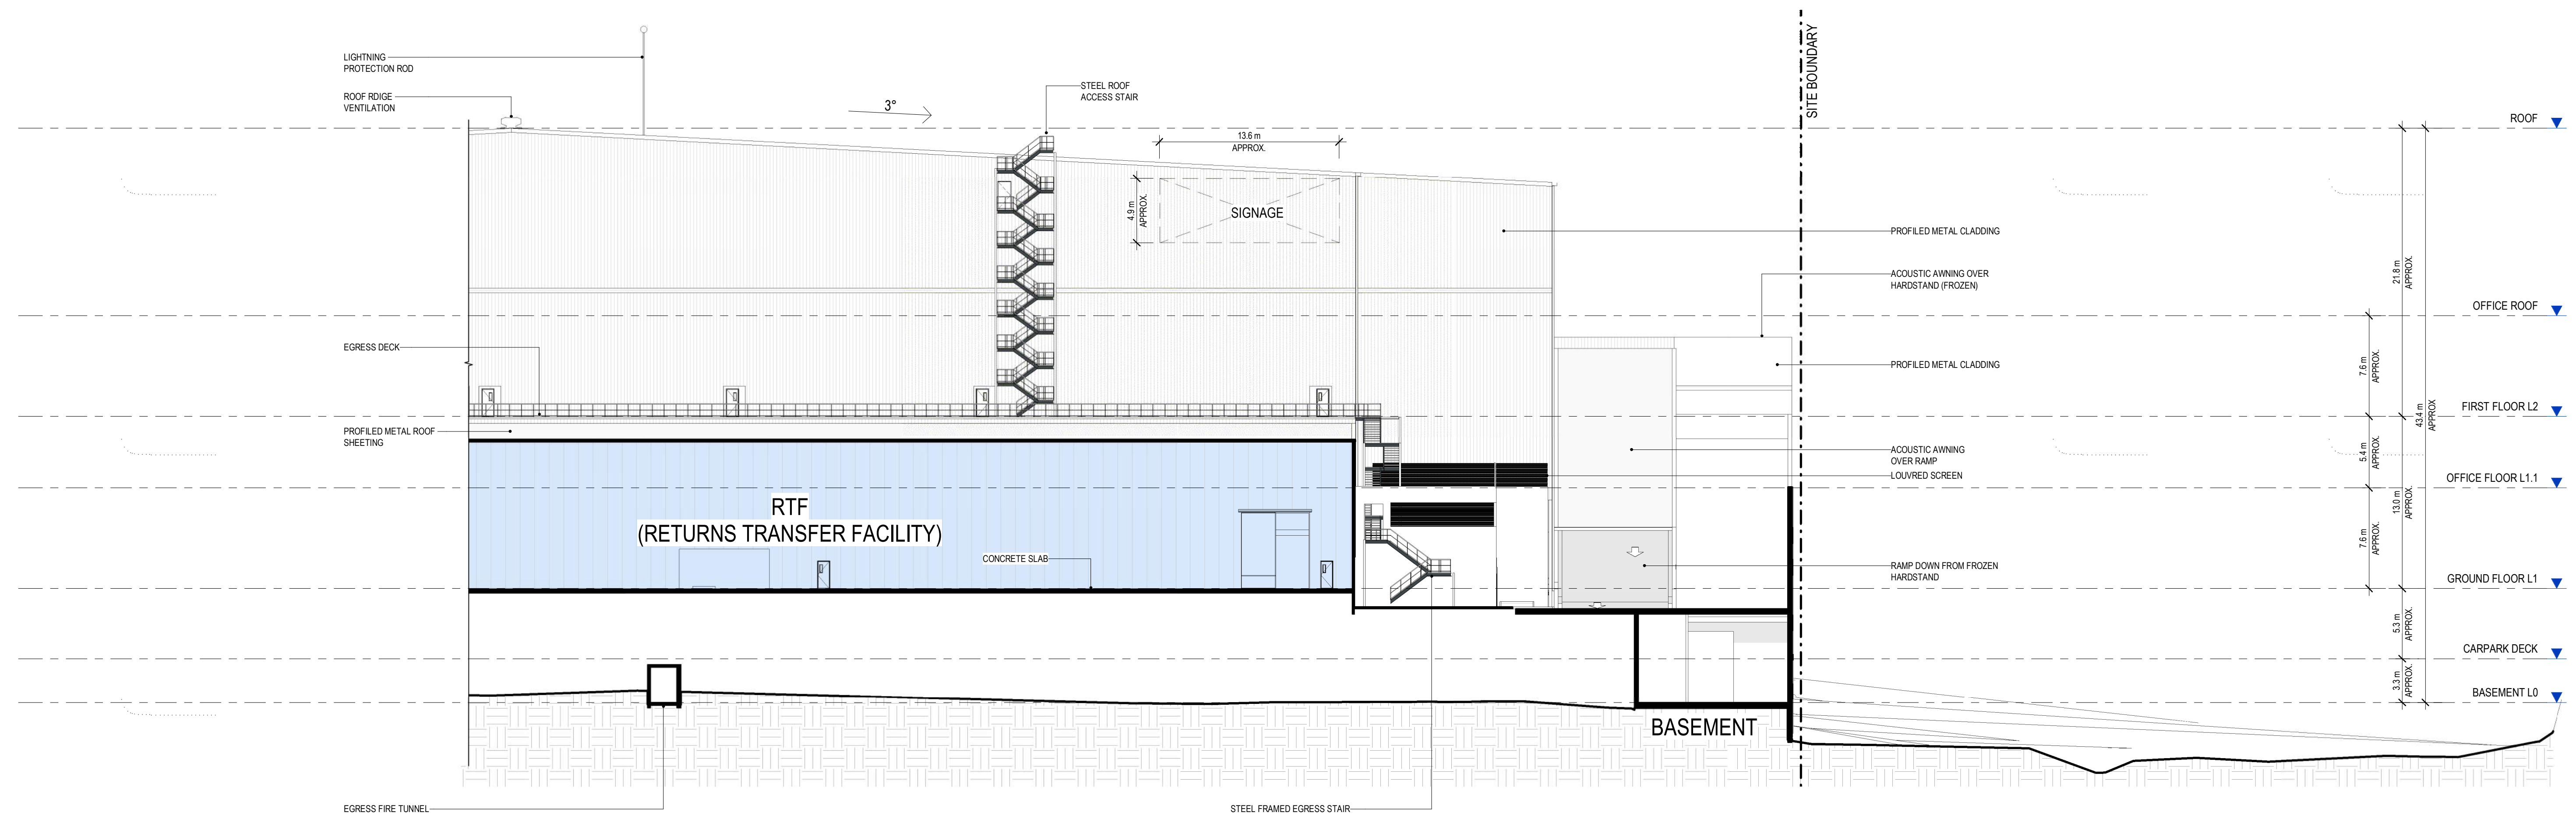 LIGHTNING
PROTECTION ROD
ROOF RDIGE
VENTILATION
3°
STEEL ROOF
ACCESS STAIR
13.6 m
APPROX.
4.9 m
APPROX.
SIGNAGE
SITE BOUNDARY
ROOF
PROFILED METAL CLADDING
ACOUSTIC AWNING OVER
HARDSTAND (FROZEN)
21.8 m
APPROX.
OFFICE ROOF
EGRESS DECK
PROFILED METAL CLADDING
7.6 m
APPROX.
43.4 m
APPROX
FIRST FLOOR L2
PROFILED METAL ROOF
SHEETING
ACOUSTIC AWNING
OVER RAMP
LOUVRED SCREEN
5.4 m
APPROX.
OFFICE FLOOR L1.1
RTF
(RETURNS TRANSFER FACILITY)
13.0 m
APPROX.
7.6 m
APPROX.
CONCRETE SLAB
RAMP DOWN FROM FROZEN
HARDSTAND
GROUND FLOOR L1
5.3 m
APPROX.
CARPARK DECK
3.3 m
APPROX.
BASEMENT L0
BASEMENT
EGRESS FIRE TUNNEL
STEEL FRAMED EGRESS STAIR